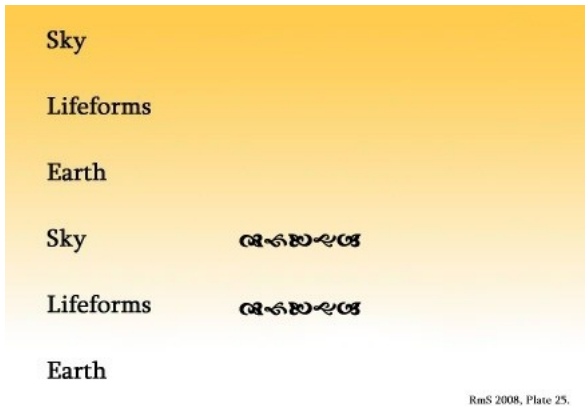 Sky
Lifeforms
Earth
Sky
Lifeforms
Earth
RmS 2008, Plate 25.